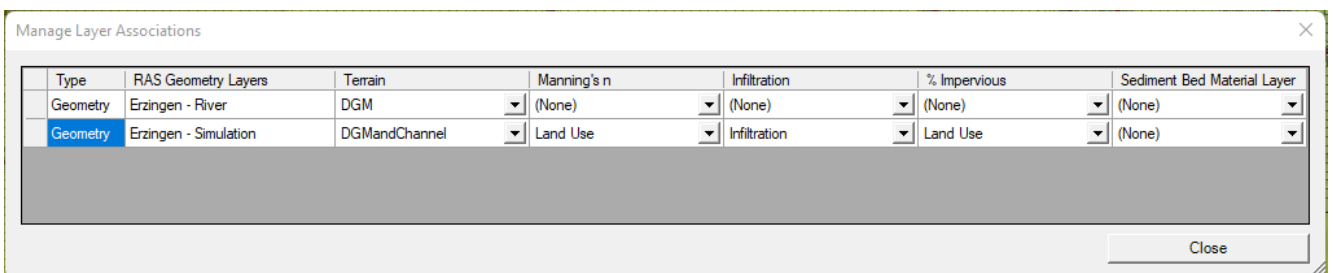 Manage Layer Associations
Type RAS Geometry Layers Terrain Manning's n Infiltration % Impervious Sediment Bed Material Layer
Geometry Erzingen - River DGM (None) (None) (None) (None)
Geometry Erzingen - Simulation DGMandChannel Land Use Infiltration Land Use (None)
Close